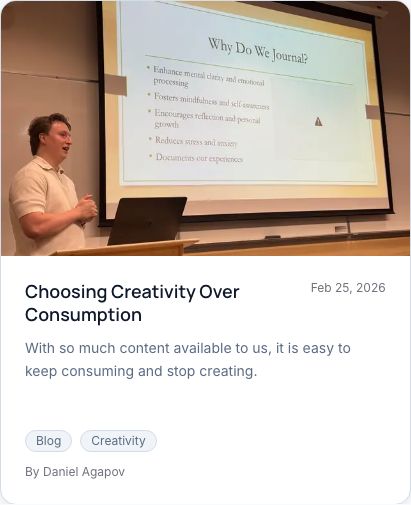 Why Do We Journal?
• Enhance mental clarity and emotional
processing
• Fosters mindfulness and self-awareness
• Encourages reflection and personal
growth
• Reduces stress and anxiety
• Documents our experiences
Choosing Creativity Over
Consumption
Feb 25, 2026
With so much content available to us, it is easy to
keep consuming and stop creating.
Blog
Creativity
By Daniel Agapov